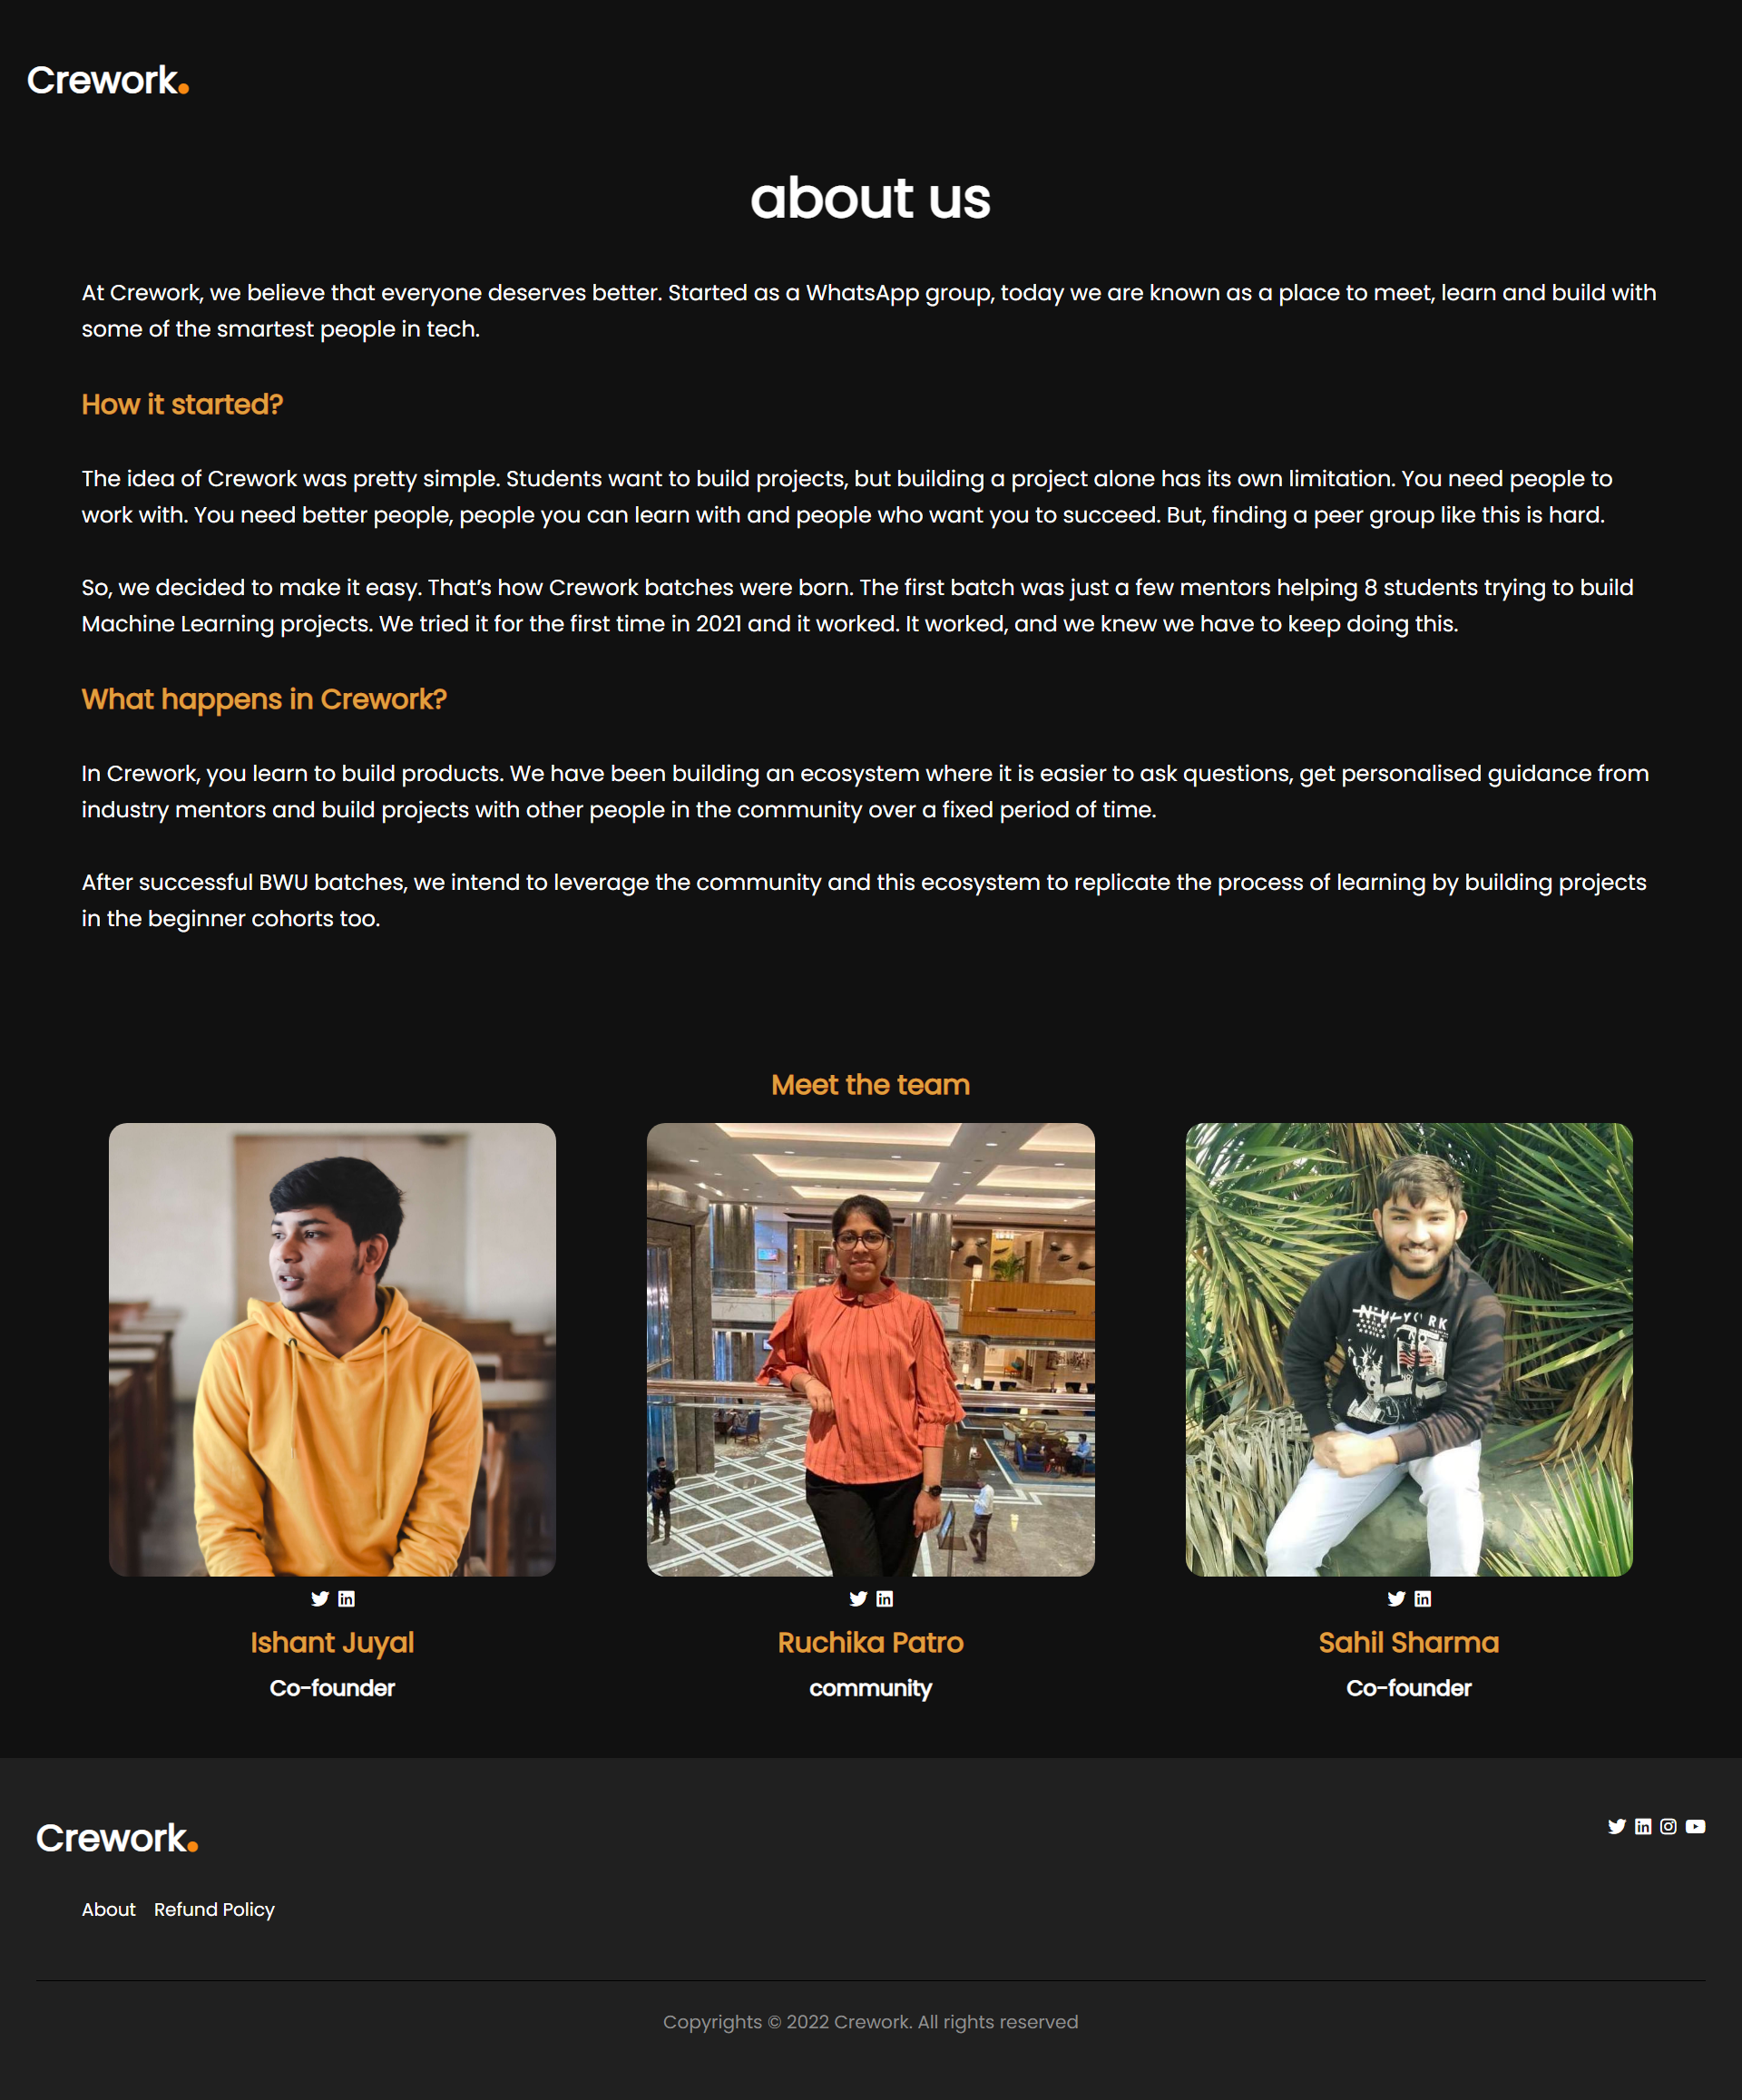 Crework.
about us
At Crework, we believe that everyone deserves better. Started as a WhatsApp group, today we are known as a place to meet, learn and build with
some of the smartest people in tech.
How it started?
The idea of Crework was pretty simple. Students want to build projects, but building a project alone has its own limitation. You need people to
work with. You need better people, people you can learn with and people who want you to succeed. But, finding a peer group like this is hard.
So, we decided to make it easy. That’s how Crework batches were born. The first batch was just a few mentors helping 8 students trying to build
Machine Learning projects. We tried it for the first time in 2021 and it worked. It worked, and we knew we have to keep doing this.
What happens in Crework?
In Crework, you learn to build products. We have been building an ecosystem where it is easier to ask questions, get personalised guidance from
industry mentors and build projects with other people in the community over a fixed period of time.
After successful BWU batches, we intend to leverage the community and this ecosystem to replicate the process of learning by building projects
in the beginner cohorts too.
Meet the team
Ishant Juyal
Co-founder
Ruchika Patro
community
Sahil Sharma
Co-founder
Crework.
About Refund Policy
Copyrights © 2022 Crework. All rights reserved